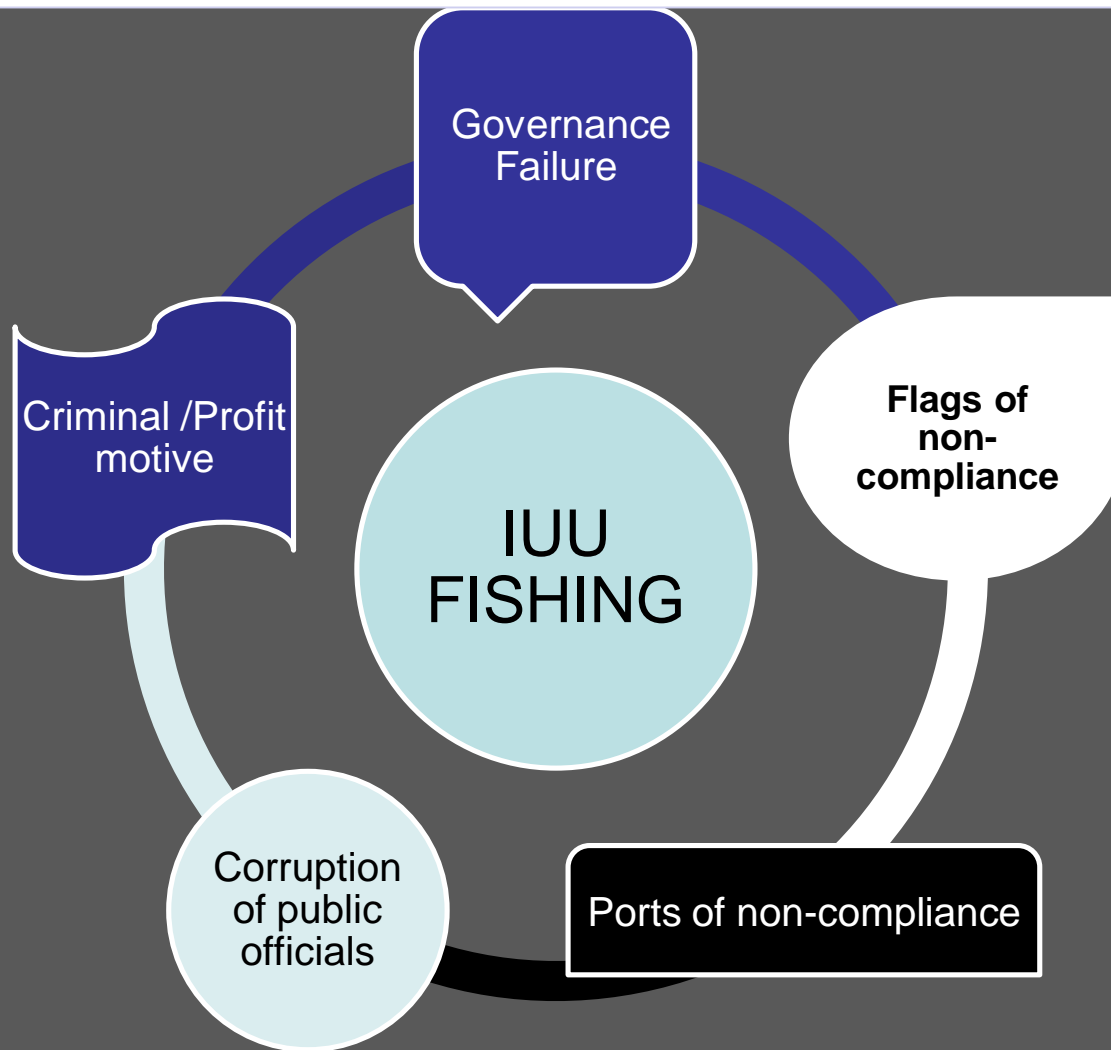 Governance
Failure
Flags of
non-
compliance
Criminal /Profit
motive
IUU
FISHING
Corruption
of public
officials
Ports of non-compliance